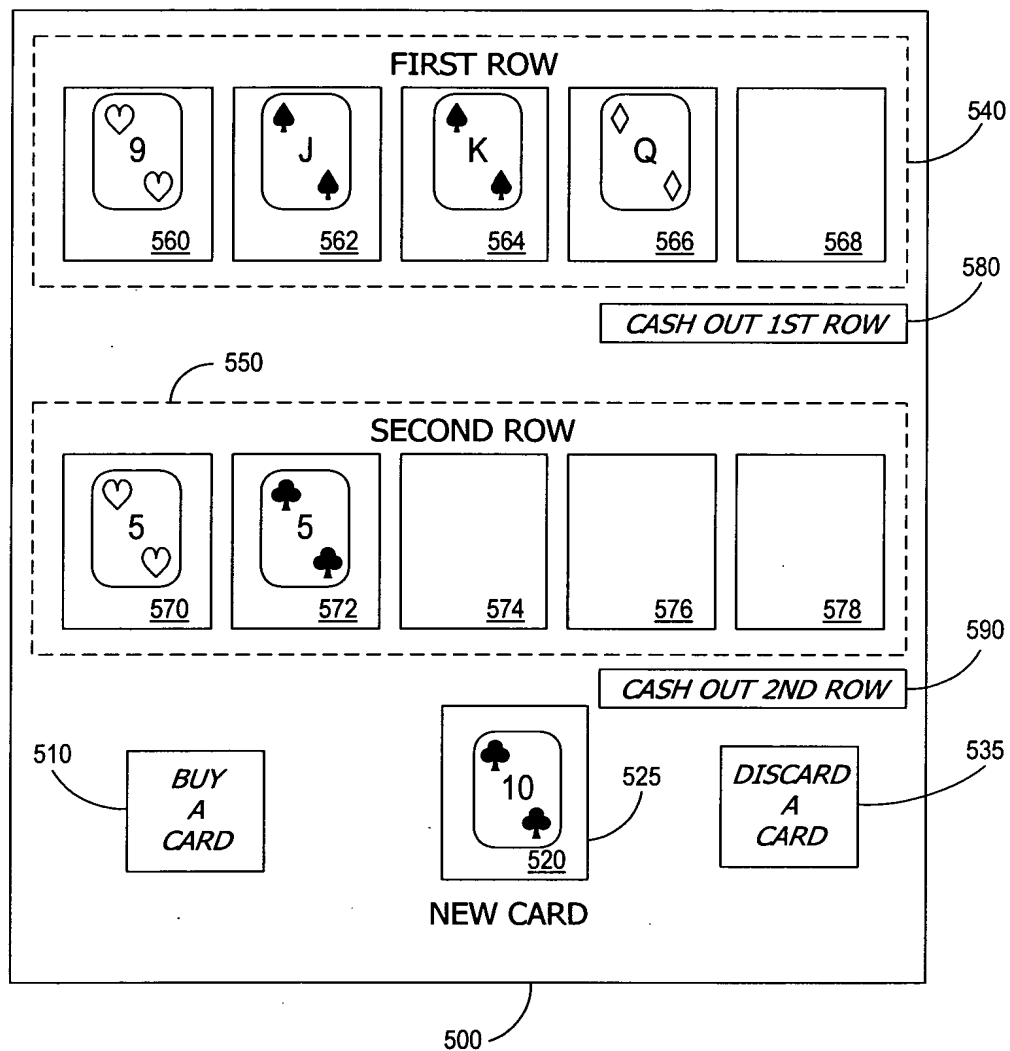 FIRST ROW
9 J K Q
560 562 564 566 568
540
580
CASH OUT 1ST ROW
550
SECOND ROW
5 5
570 572 574 576 578
590
CASH OUT 2ND ROW
510
BUY
A
CARD
10
520
525
NEW CARD
535
DISCARD
A
CARD
500